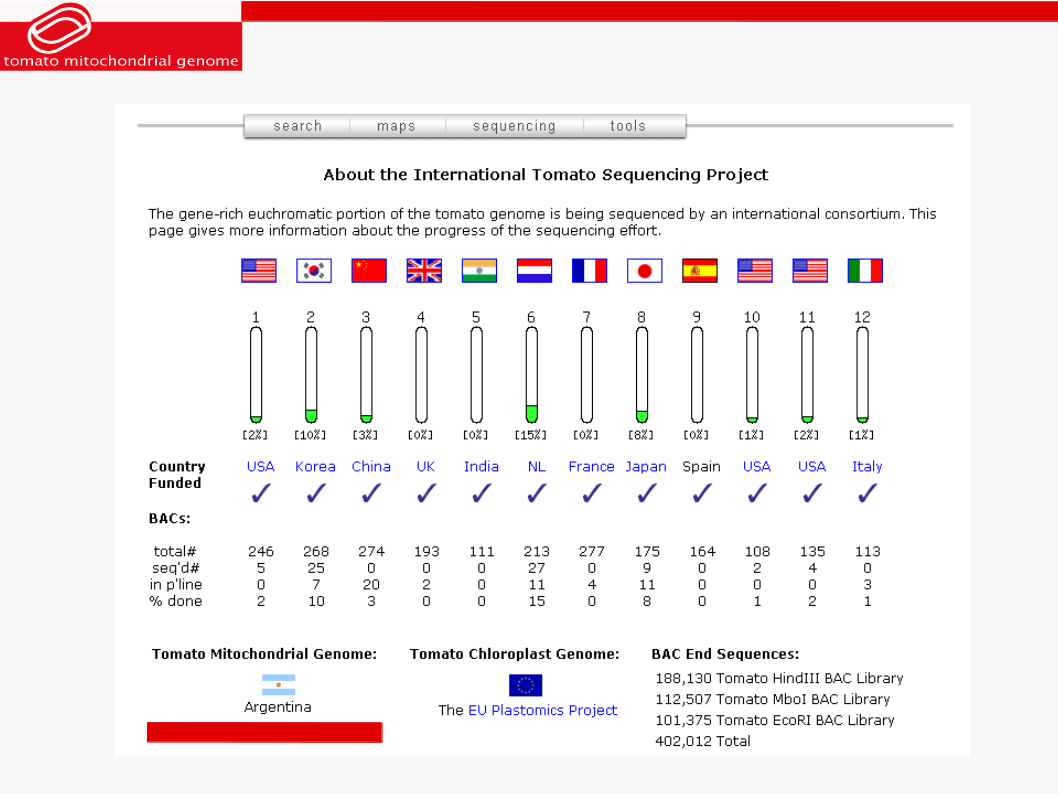 tomato mitochondrial genome
search maps sequencing tools
About the International Tomato Sequencing Project
The gene-rich euchromatic portion of the tomato genome is being sequenced by an international consortium. This
page gives more information about the progress of the sequencing effort.
1 2 3 4 5 6 7 8 9 10 11 12
[2%] [10%] [3%] [0%] [0%] [15%] [0%] [8%] [0%] [1%] [2%] [1%]
Country USA Korea China UK India NL France Japan Spain USA USA Italy
Funded
BACs:
total# 246 268 274 193 111 213 277 175 164 108 135 113
seq'd# 5 25 0 0 0 27 0 9 0 2 4 0
in p'line 0 7 20 2 0 11 4 11 0 0 0 3
% done 2 10 3 0 0 15 0 8 0 1 2 1
Tomato Mitochondrial Genome: Tomato Chloroplast Genome: BAC End Sequences:
188,130 Tomato HindIII BAC Library
112,507 Tomato MboI BAC Library
Argentina The EU Plastomics Project
101,375 Tomato EcoRI BAC Library
402,012 Total